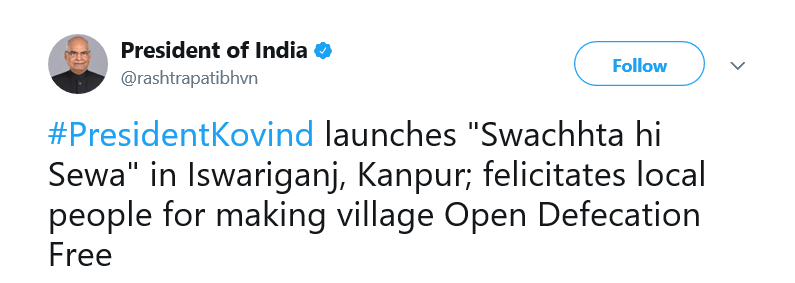 President of India
@rashtrapatibhvn
Follow
#PresidentKovind launches "Swachhta hi
Sewa" in Iswariganj, Kanpur; felicitates local
people for making village Open Defecation
Free